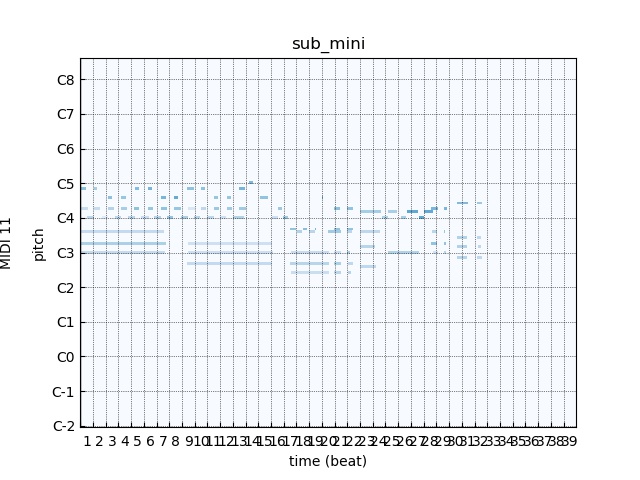 sub_mini
C8
C7
C6
C5
C4
C3
C2
C1
C0
C-1
C-2
MIDI 11
pitch
1 2 3 4 5 6 7 8 9 10 11 12 13 14 15 16 17 18 19 20 21 22 23 24 25 26 27 28 29 30 31 32 33 34 35 36 37 38 39
time (beat)